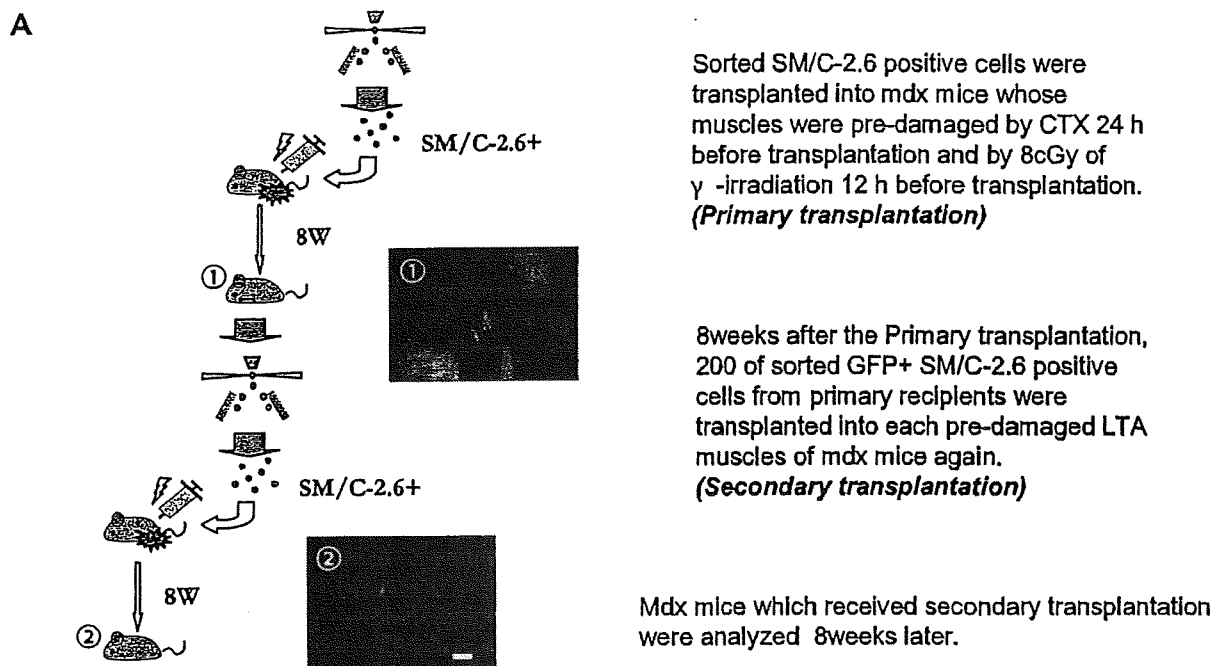 A
Sorted SM/C-2.6 positive cells were
transplanted into mdx mice whose
muscles were pre-damaged by CTX 24 h
before transplantation and by 8cGy of
γ -irradiation 12 h before transplantation.
(Primary transplantation)
SM/C-2.6+
8W
①
①
8weeks after the Primary transplantation,
200 of sorted GFP+ SM/C-2.6 positive
cells from primary recipients were
transplanted into each pre-damaged LTA
muscles of mdx mice again.
(Secondary transplantation)
SM/C-2.6+
8W
②
②
Mdx mice which received secondary transplantation
were analyzed 8weeks later.